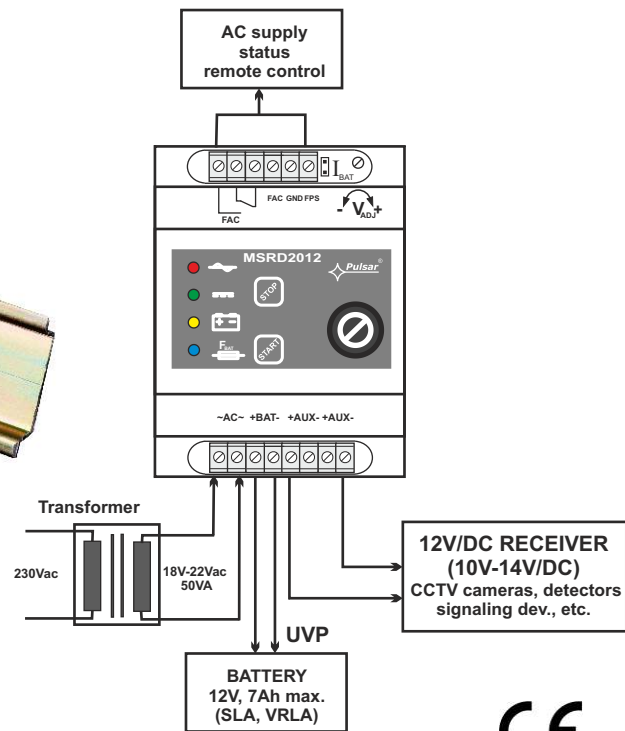 AC supply
status
remote control
I BAT
FAC
FAC GND FPS
- VADJ +
MSRD2012
Pulsar®
STOP
FBAT
START
~AC~ +BAT- +AUX- +AUX-
Transformer
230Vac
18V-22Vac
50VA
UVP
12V/DC RECEIVER
(10V-14V/DC)
CCTV cameras, detectors
signaling dev., etc.
BATTERY
12V, 7Ah max.
(SLA, VRLA)
CE